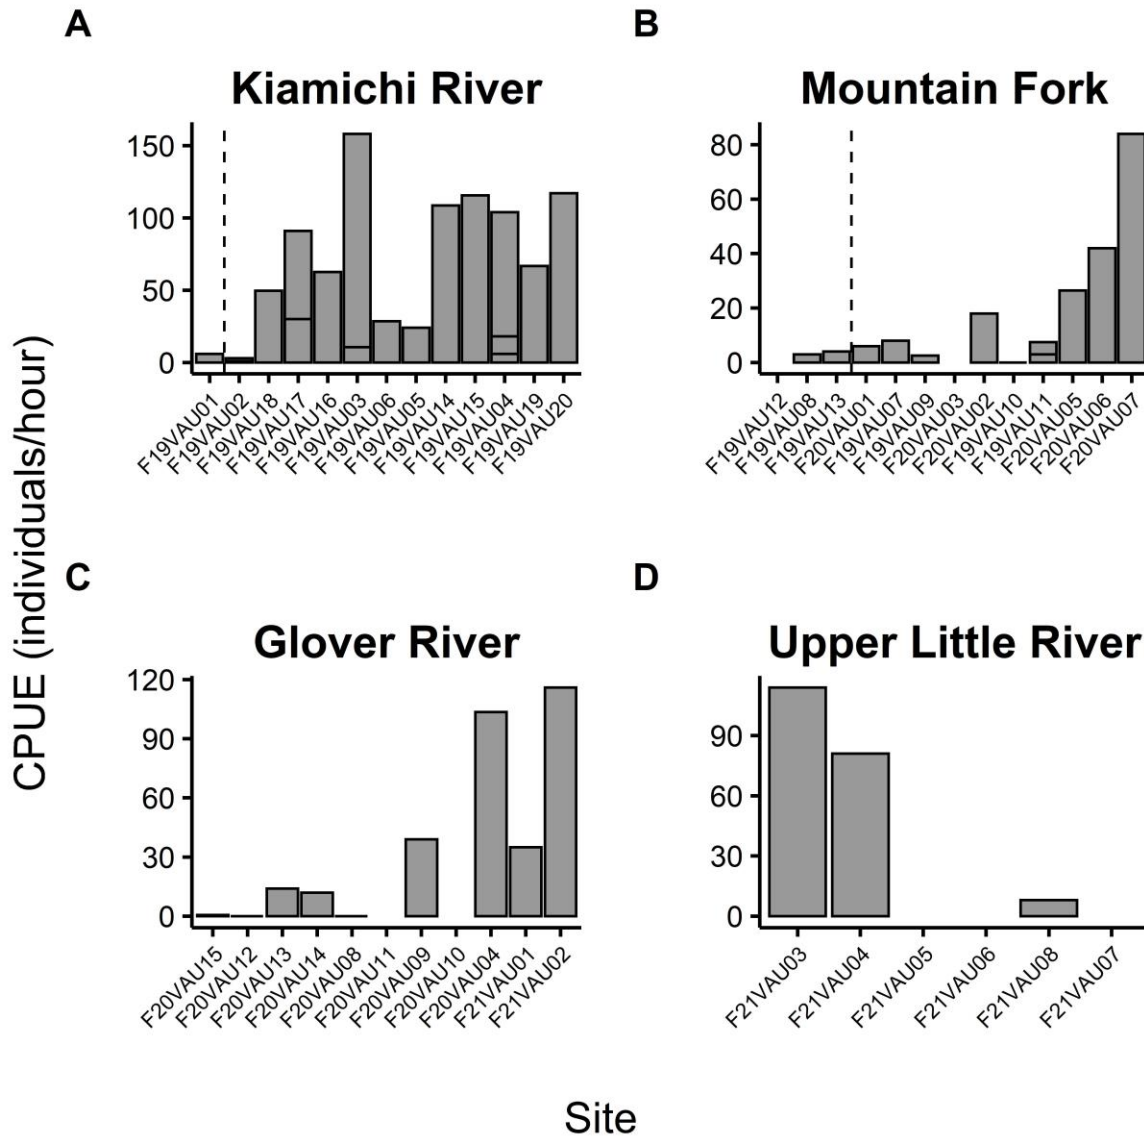 A
Kiamichi River
150
100
50
0
F19VAU01
F19VAU02
F19VAU18
F19VAU17
F19VAU16
F19VAU03
F19VAU06
F19VAU05
F19VAU14
F19VAU15
F19VAU04
F19VAU19
F19VAU20
B
Mountain Fork
80
60
40
20
0
F19VAU12
F19VAU08
F19VAU13
F20VAU01
F19VAU07
F19VAU09
F20VAU03
F20VAU02
F19VAU10
F19VAU11
F20VAU05
F20VAU06
F20VAU07
CPUE (individuals/hour)
C
Glover River
120
90
60
30
0
F20VAU15
F20VAU12
F20VAU13
F20VAU14
F20VAU08
F20VAU11
F20VAU09
F20VAU10
F20VAU04
F21VAU01
F21VAU02
D
Upper Little River
90
60
30
0
F21VAU03
F21VAU04
F21VAU05
F21VAU06
F21VAU08
F21VAU07
Site